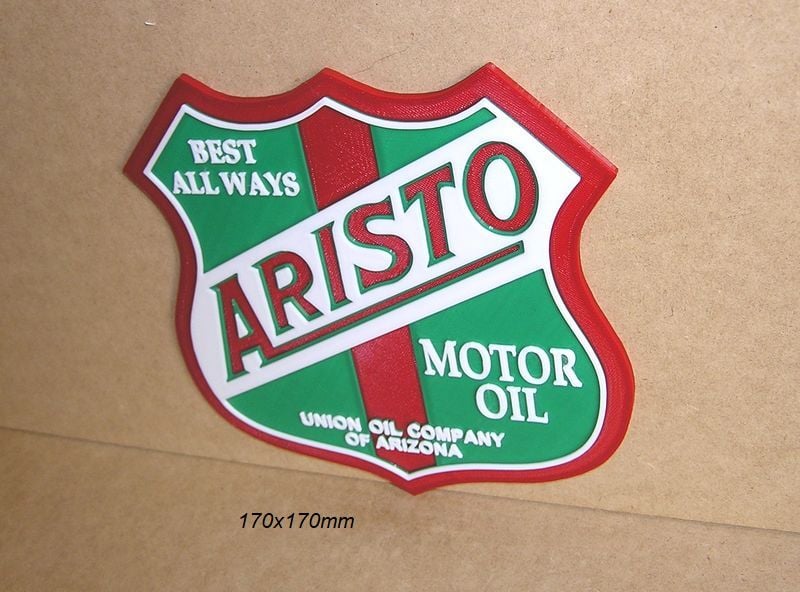 BEST
ALL WAYS
ARISTO
MOTOR
OIL
UNION OIL COMPANY
OF ARIZONA
170x170mm